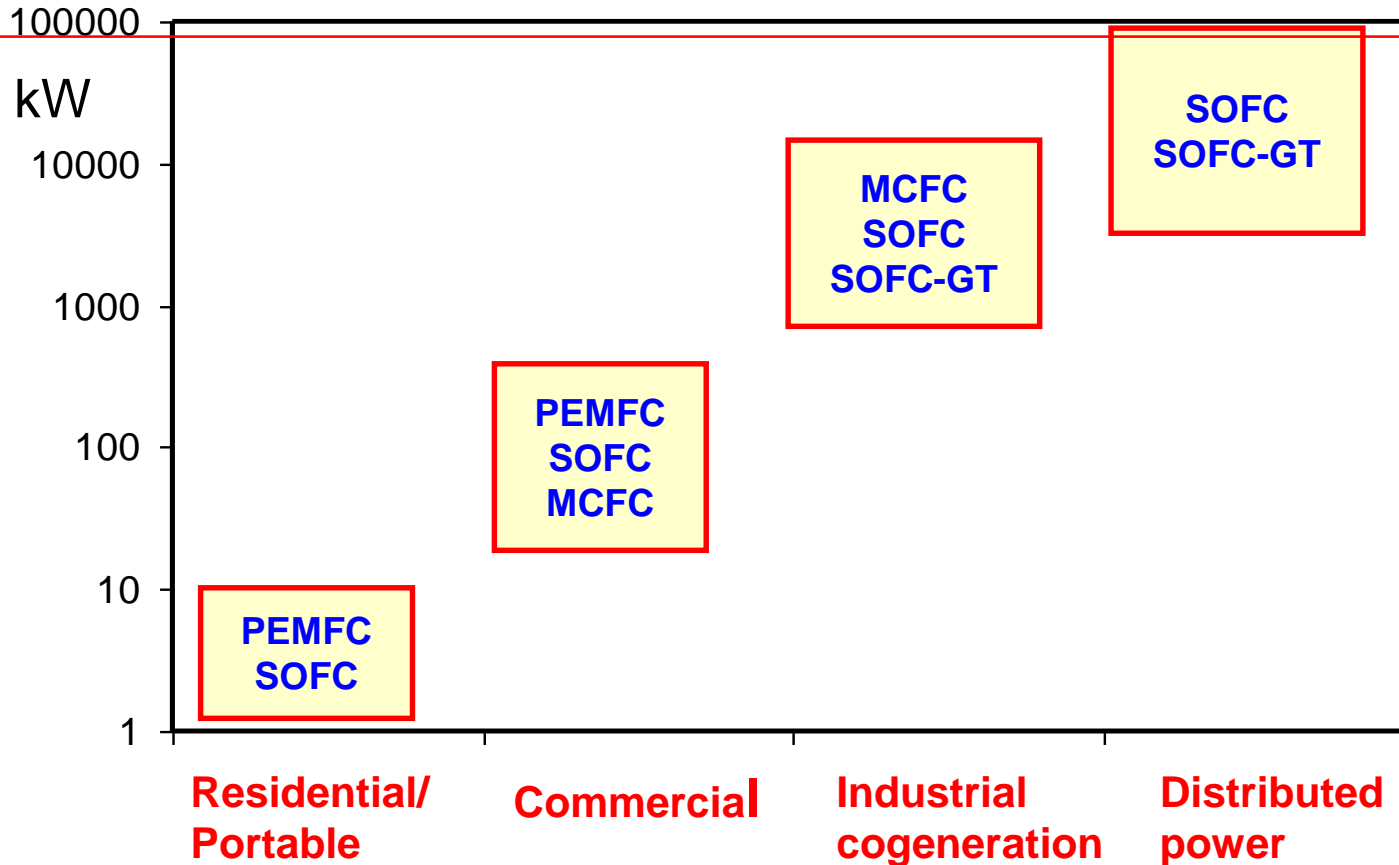 100000
kW
10000
1000
100
10
1
SOFC
SOFC-GT
MCFC
SOFC
SOFC-GT
PEMFC
SOFC
MCFC
PEMFC
SOFC
Residential/
Portable
Commercial
Industrial
cogeneration
Distributed
power